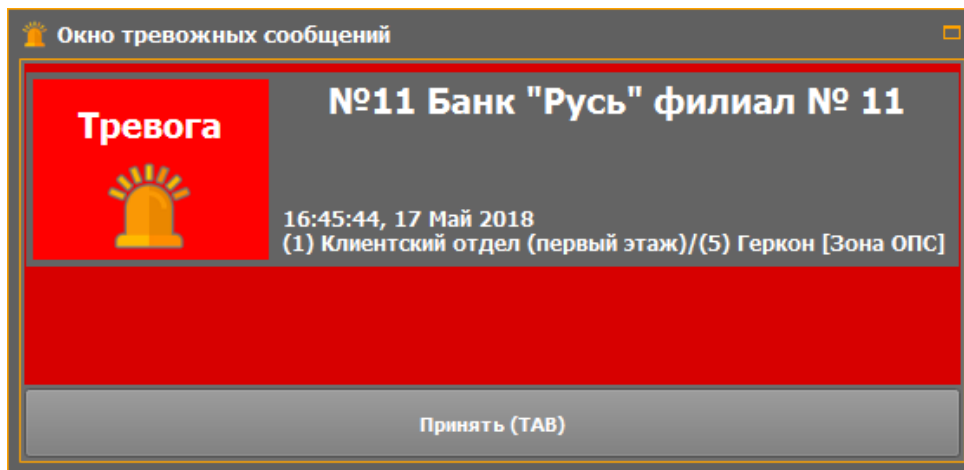 Окно тревожных сообщений
Тревога
№11 Банк "Русь" филиал № 11
16:45:44, 17 Май 2018
(1) Клиентский отдел (первый этаж)/(5) Геркон [Зона ОПС]
Принять (TAB)